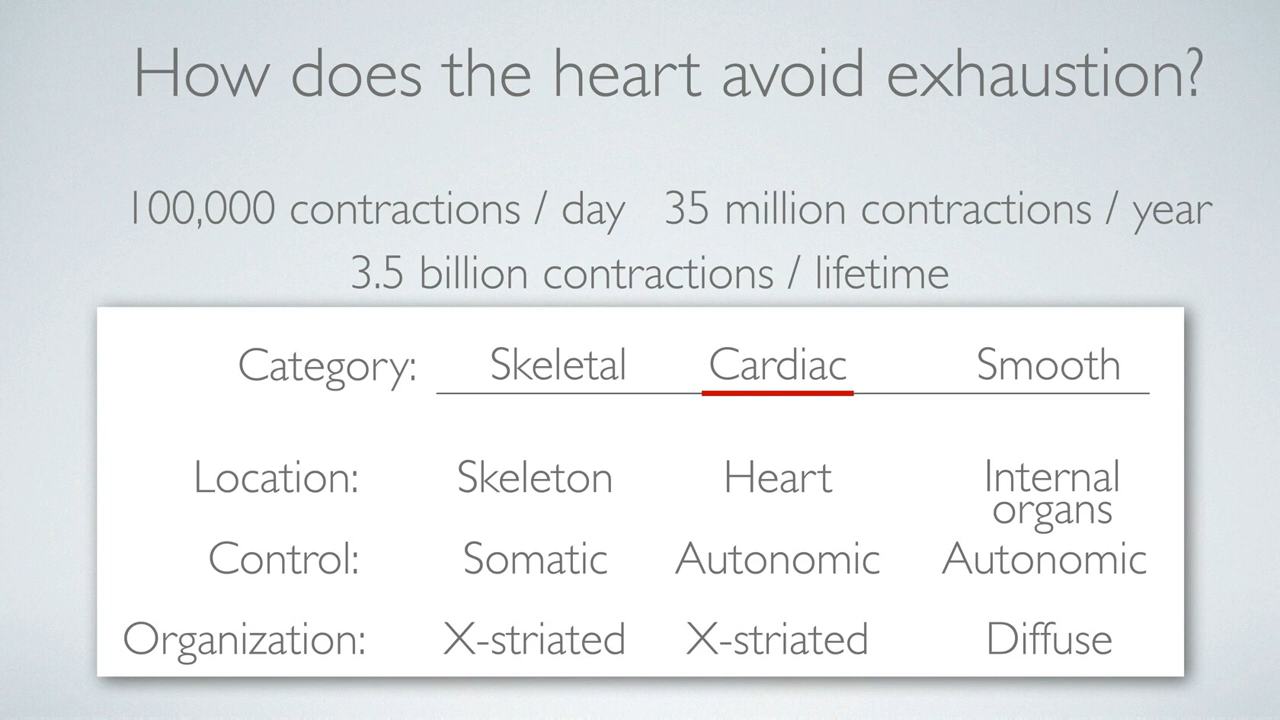 How does the heart avoid exhaustion?
100,000 contractions / day 35 million contractions / year
3.5 billion contractions / lifetime
Category: Skeletal Cardiac Smooth
Location: Skeleton Heart Internal organs
Control: Somatic Autonomic Autonomic
Organization: X-striated X-striated Diffuse